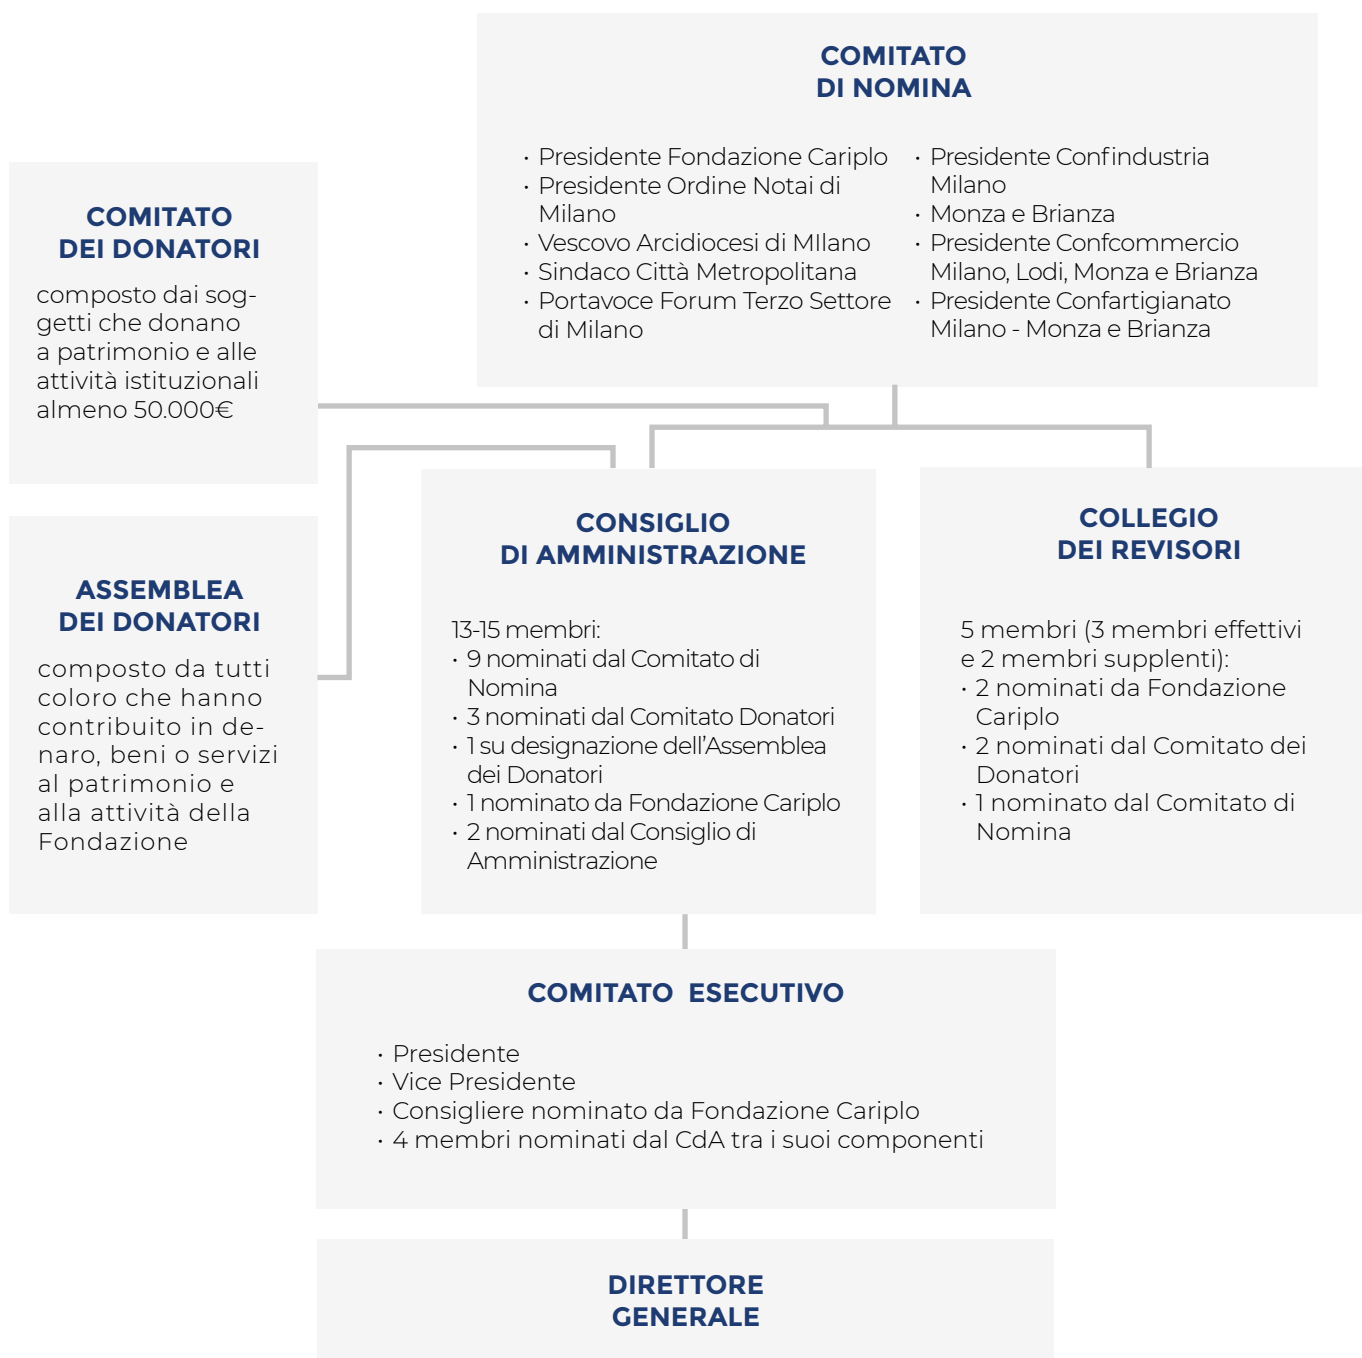 COMITATO
DI NOMINA
· Presidente Fondazione Cariplo
· Presidente Ordine Notai di
Milano
· Vescovo Arcidiocesi di MIlano
· Sindaco Città Metropolitana
· Portavoce Forum Terzo Settore
di Milano
· Presidente Confindustria
Milano
· Monza e Brianza
· Presidente Confcommercio
Milano, Lodi, Monza e Brianza
· Presidente Confartigianato
Milano - Monza e Brianza
COMITATO
DEI DONATORI
composto dai sog-
getti che donano
a patrimonio e alle
attività istituzionali
almeno 50.000€
ASSEMBLEA
DEI DONATORI
composto da tutti
coloro che hanno
contribuito in de-
naro, beni o servizi
al patrimonio e
alla attività della
Fondazione
CONSIGLIO
DI AMMINISTRAZIONE
13-15 membri:
· 9 nominati dal Comitato di
Nomina
· 3 nominati dal Comitato Donatori
· 1 su designazione dell'Assemblea
dei Donatori
· 1 nominato da Fondazione Cariplo
· 2 nominati dal Consiglio di
Amministrazione
COLLEGIO
DEI REVISORI
5 membri (3 membri effettivi
e 2 membri supplenti):
· 2 nominati da Fondazione
Cariplo
· 2 nominati dal Comitato dei
Donatori
· 1 nominato dal Comitato di
Nomina
COMITATO ESECUTIVO
· Presidente
· Vice Presidente
· Consigliere nominato da Fondazione Cariplo
· 4 membri nominati dal CdA tra i suoi componenti
DIRETTORE
GENERALE